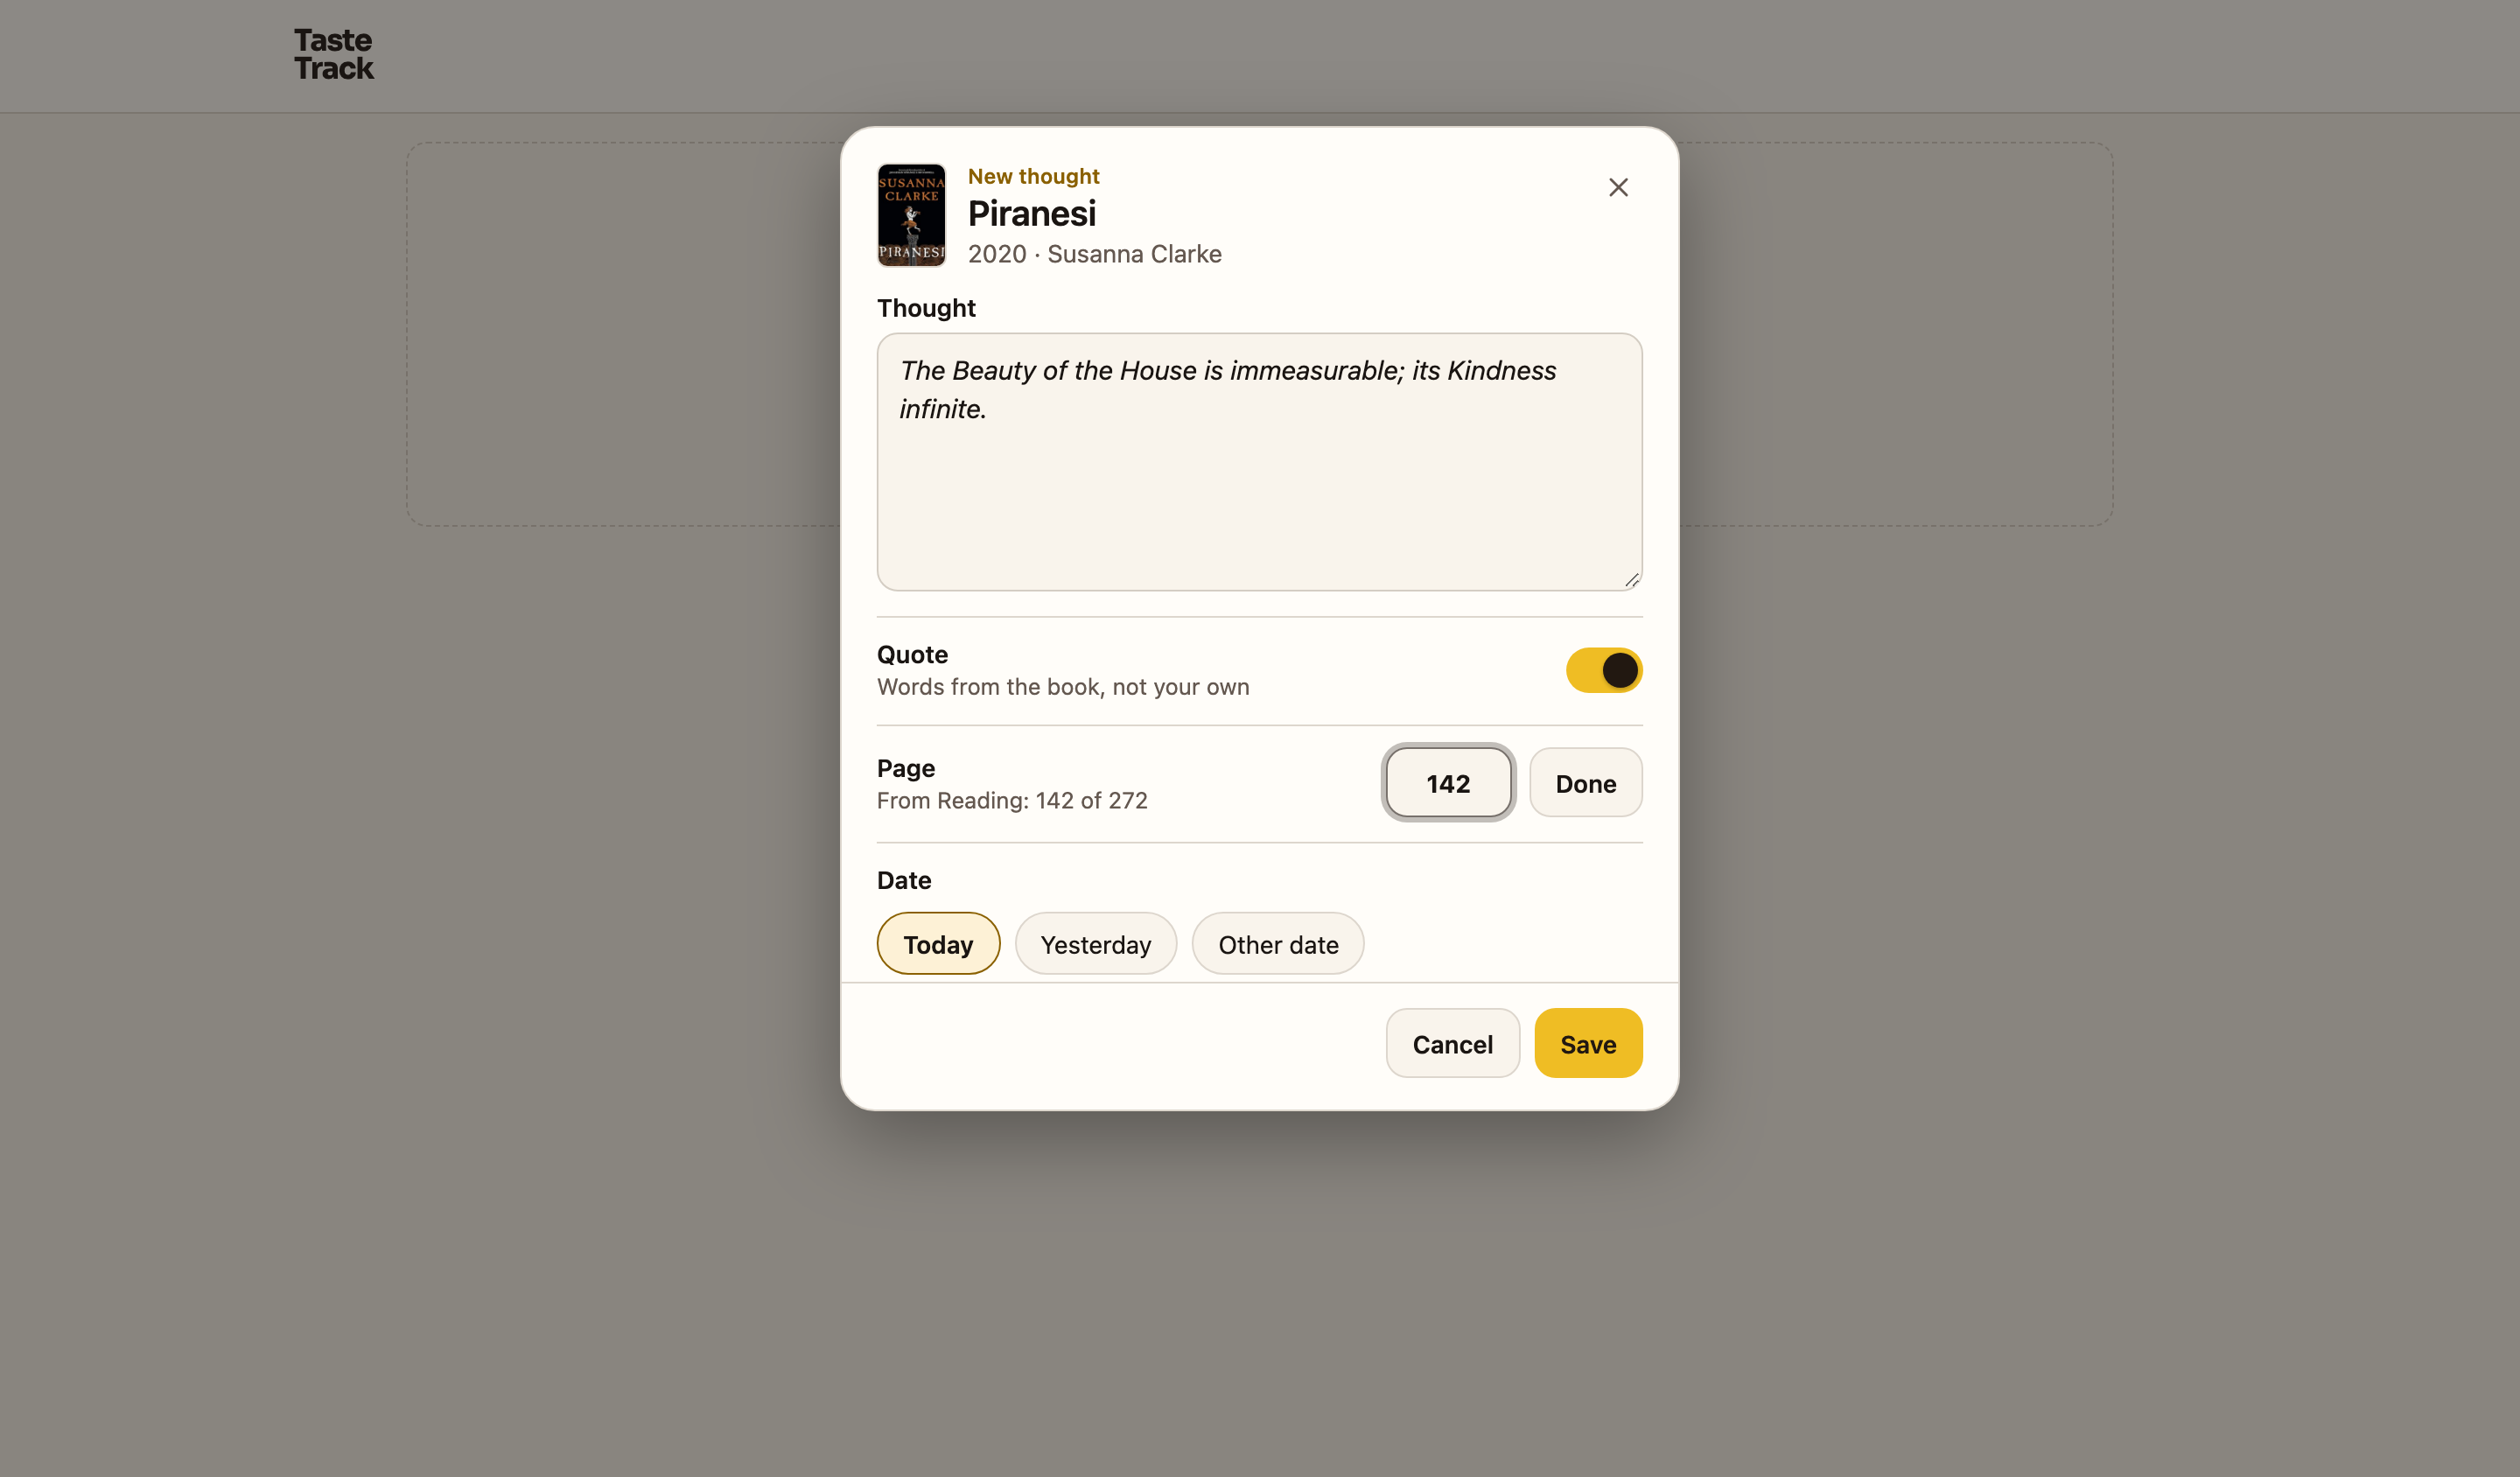 Taste
Track
SUSANNA
CLARKE
PIRANESI
New thought
Piranesi
2020 · Susanna Clarke
Thought
The Beauty of the House is immeasurable; its Kindness
infinite.
Quote
Words from the book, not your own
Page
From Reading: 142 of 272
142
Done
Date
Today
Yesterday
Other date
Cancel
Save